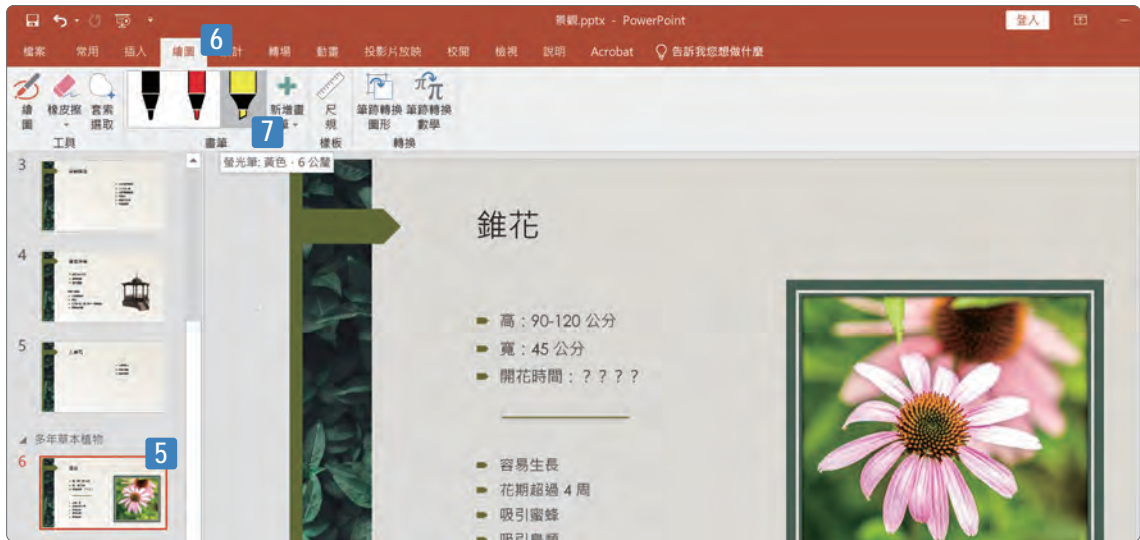 景觀.pptx - PowerPoint
登入
檔案 常用 插入 繪圖 6 計 轉場 動畫 投影片放映 校閱 檢視 說明 Acrobat 告訴我您想做什麼
繪圖 橡皮擦 套索選取 新增畫筆 尺規 筆跡轉換圖形 筆跡轉換數學
7
工具 畫筆 樣板 轉換
螢光筆: 黃色, 6 公釐
3
4
5
多年草本植物
5
6
錐花
高：90-120 公分
寬：45 公分
開花時間：？？？？
容易生長
花期超過 4 周
吸引蜜蜂
吸引鳥類